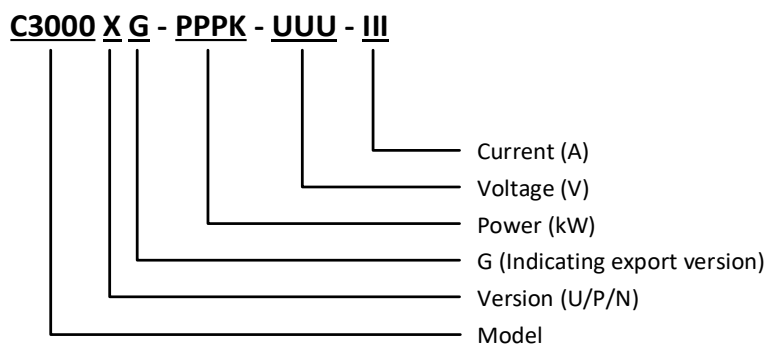 C3000 X G - PPPK - UUU - III
Current (A)
Voltage (V)
Power (kW)
G (Indicating export version)
Version (U/P/N)
Model